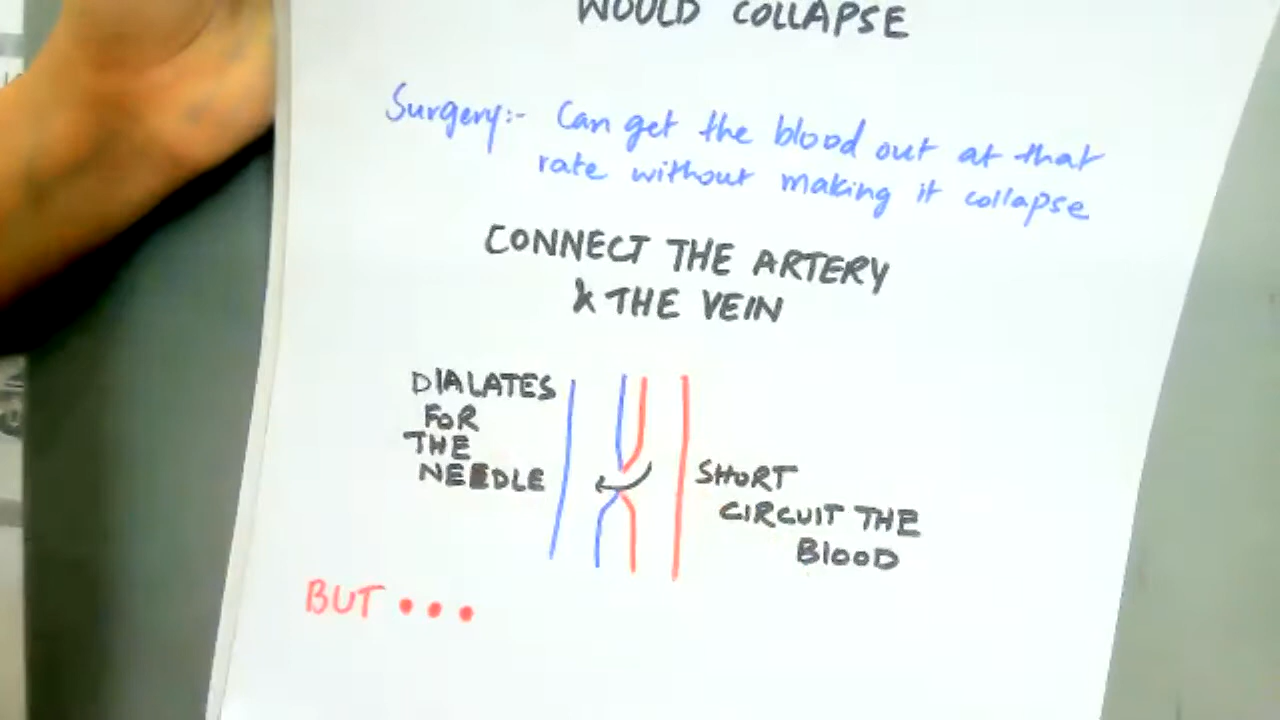 WOULD COLLAPSE
Surgery:- Can get the blood out at that
rate without making it collapse
CONNECT THE ARTERY
& THE VEIN
DIALATES
FOR
THE
NEEDLE
SHORT
CIRCUIT THE
BlOOD
BUT...